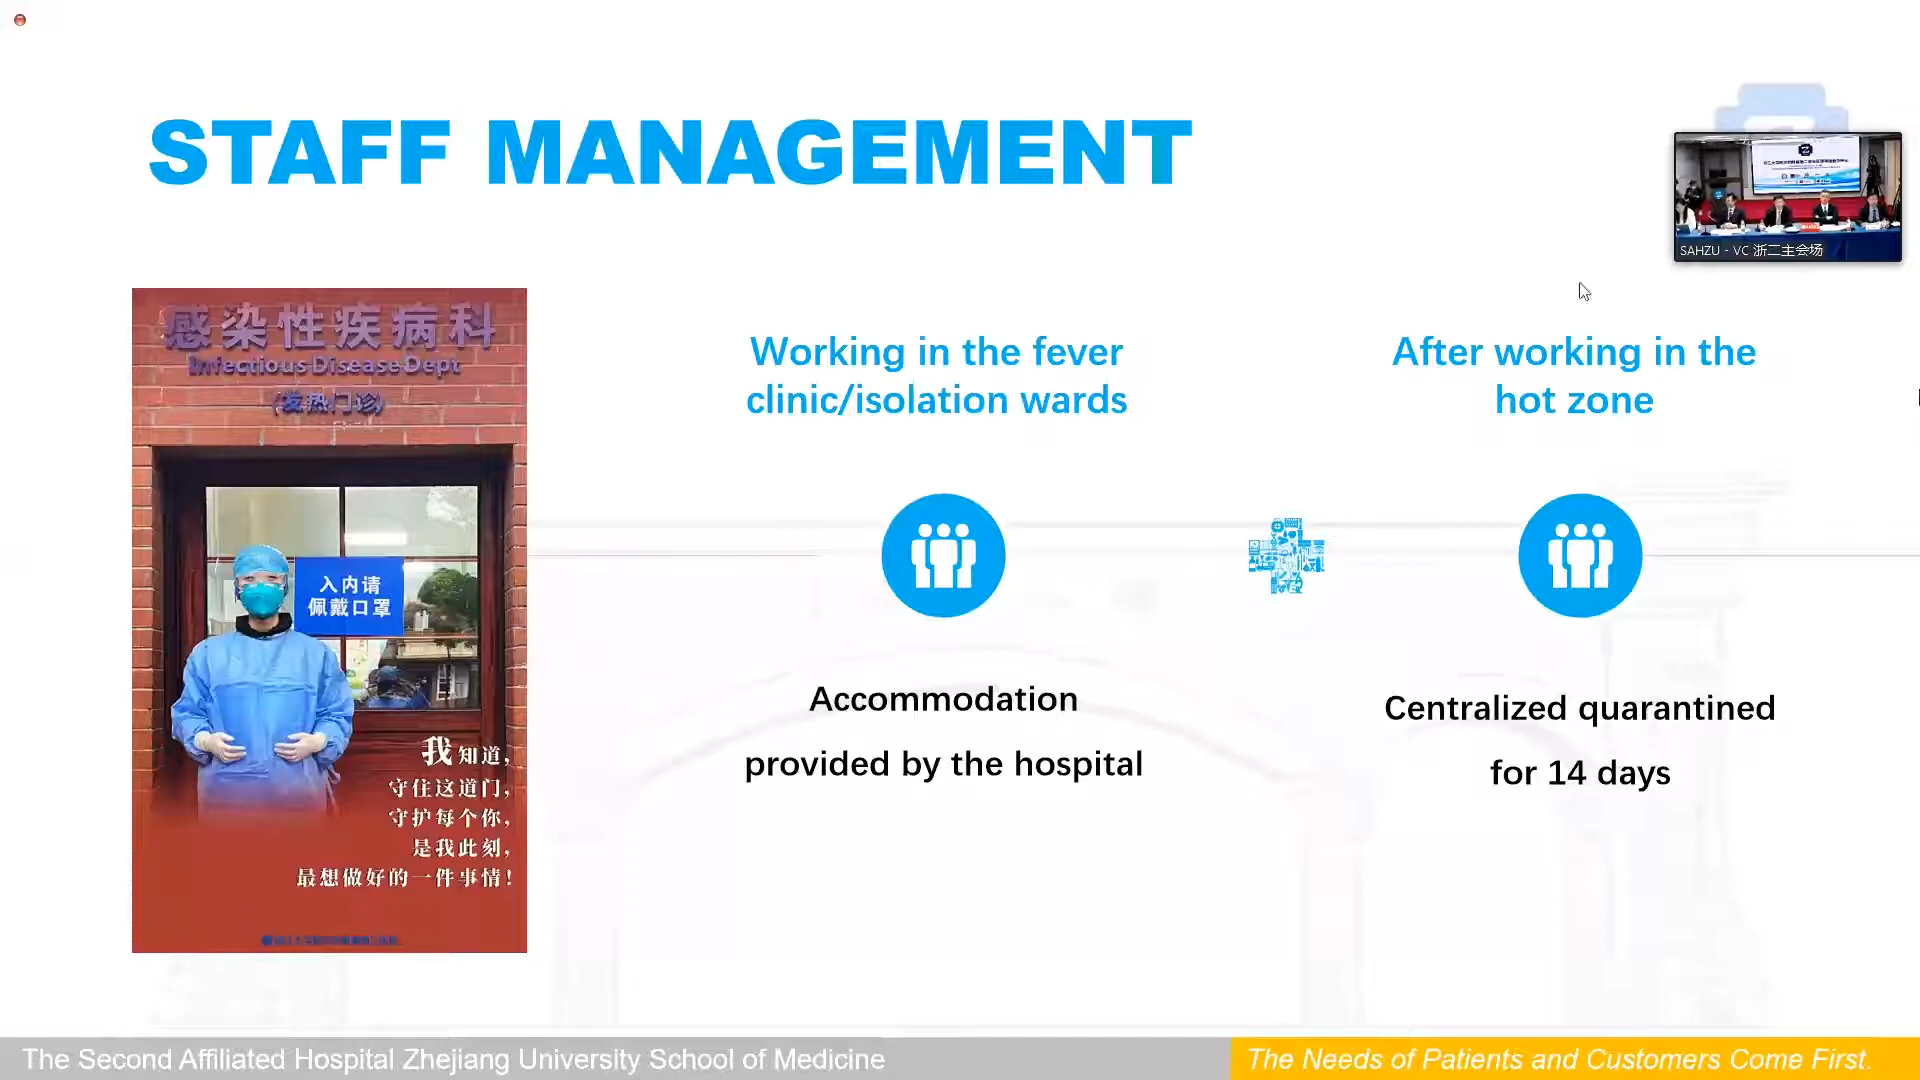 STAFF MANAGEMENT
SAHZU - VC 浙二主会场
感染性疾病科
Infectious Disease Dept
(发热门诊)
入内请
佩戴口罩
我知道，
守住这道门，
守护每个你，
是我此刻，
最想做好的一件事情！
Working in the fever
clinic/isolation wards
Accommodation
provided by the hospital
After working in the
hot zone
Centralized quarantined
for 14 days
The Second Affiliated Hospital Zhejiang University School of Medicine
The Needs of Patients and Customers Come First.